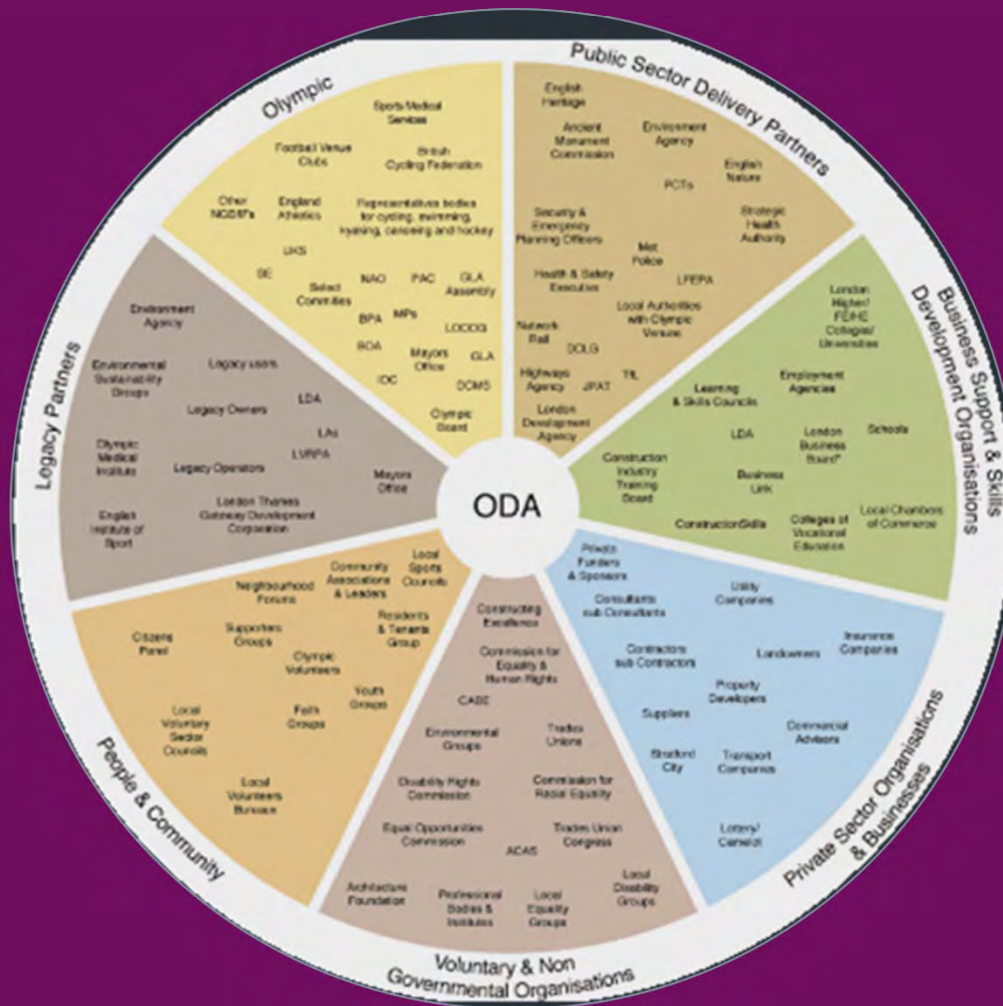 Olympic
Sports Medical
Services
Football Venue
Clubs
British
Cycling Federation
Other
England
Athletics
Representatives bodies
for cycling, swimming,
kyaking, canoeing and hockey
UKS
SE
Select
Committies
NAO
PAC
GLA
Assembly
BPA
MPs
LOCOG
BOA
Mayors
Office
GLA
IOC
DCMS
Olympic
Board
Public Sector Delivery Partners
English
Heritage
Ancient
Monument
Commission
Environment
Agency
English
Nature
PCTs
Security &
Emergency
Planning Officers
Strategic
Health
Authority
Met
Police
Health & Safety
Executive
LFEPA
Local Authorities
with Olympic
Venues
Network
Rail
DCLG
Highways
Agency
JPAT
TfL
London
Development
Agency
Business Support & Skills
Development Organisations
London
Higher/
FE/HE
Colleges/
Universities
Learning
& Skills Councils
Employment
Agencies
LDA
London
Business
Board*
Schools
Construction
Industry
Training
Board
Business
Link
ConstructionSkills
Colleges of
Vocational
Education
Local Chambers
of Commerce
Private Sector Organisations
& Businesses
Private
Funders
& Sponsors
Utility
Companies
Consultants
sub Consultants
Contractors
sub Contractors
Landowners
Insurance
Companies
Property
Developers
Suppliers
Commercial
Advisors
Stratford
City
Transport
Companies
Lottery/
Camelot
Voluntary & Non
Governmental Organisations
Constructing
Excellence
Commission for
Equality &
Human Rights
CABE
Environmental
Groups
Trades
Unions
Disability Rights
Commission
Commission for
Racial Equality
Equal Opportunities
Commission
Trades Union
Congress
ACAS
Architecture
Foundation
Professional
Bodies &
Institutes
Local
Equality
Groups
Local
Disability
Groups
People & Community
Neghbourhood
Forums
Community
Associations
& Leaders
Local
Sports
Councils
Citizens
Panel
Supporters
Groups
Residents
& Tenants
Group
Olympic
Volunteers
Youth
Groups
Local
Voluntary
Sector
Councils
Faith
Groups
Local
Volunteers
Bureaux
Legacy Partners
Environment
Agency
Environmental
Sustainability
Groups
Legacy users
LDA
Legacy Owners
LAs
Olympic
Medical
Institute
LVRPA
Legacy Operators
Mayors
Office
English
Institute of
Sport
London Thames
Gateway Development
Corporation
ODA